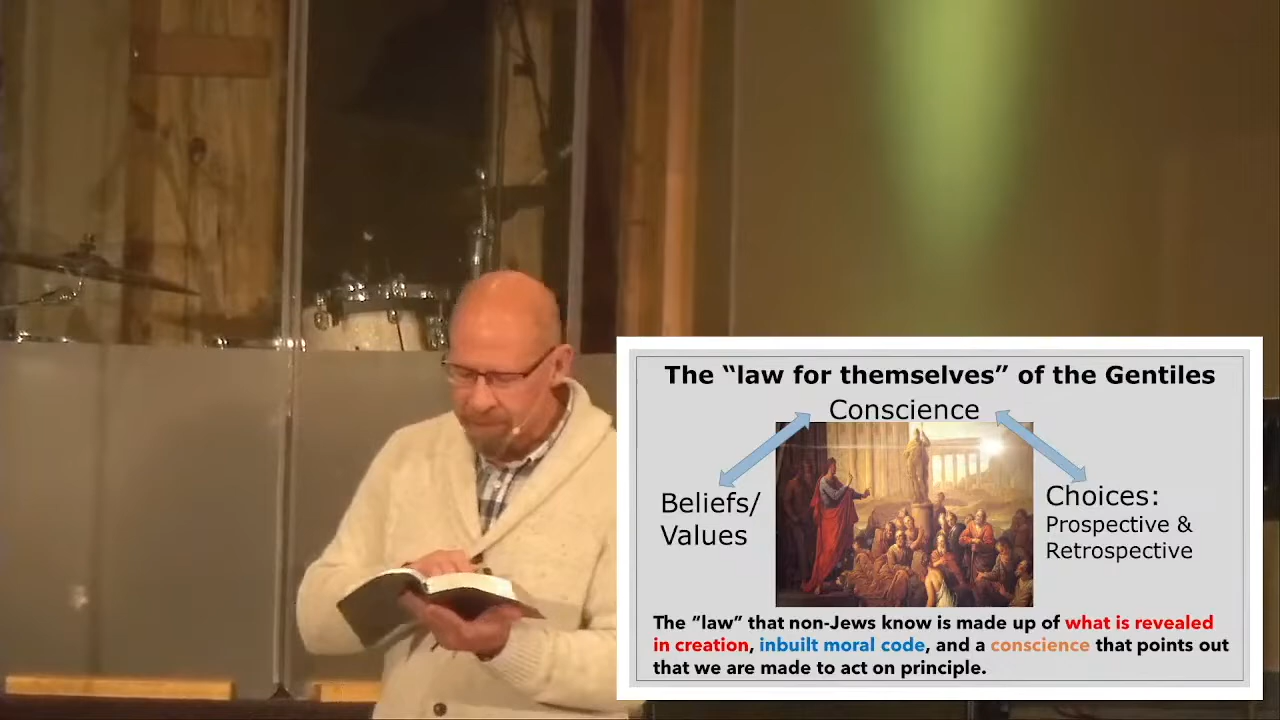 The “law for themselves” of the Gentiles
Conscience
Beliefs/
Values
Choices:
Prospective &
Retrospective
The “law” that non-Jews know is made up of what is revealed
in creation, inbuilt moral code, and a conscience that points out
that we are made to act on principle.